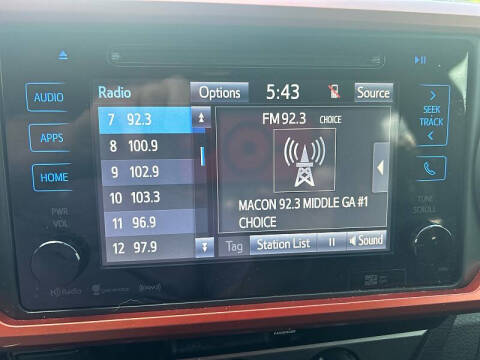 Radio Options 5:43 Source
AUDIO
APPS
HOME
PWR
VOL
7 92.3
8 100.9
9 102.9
10 103.3
11 96.9
12 97.9
FM 92.3 CHOICE
MACON 92.3 MIDDLE GA #1
CHOICE
Tag Station List Sound
SEEK
TRACK
TUNE
SCROLL
HD Radio